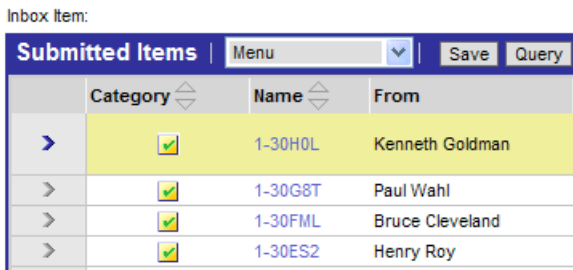 Inbox Item:
Submitted Items | Menu | Save Query
Category Name From
1-30H0L Kenneth Goldman
1-30G8T Paul Wahl
1-30FML Bruce Cleveland
1-30ES2 Henry Roy